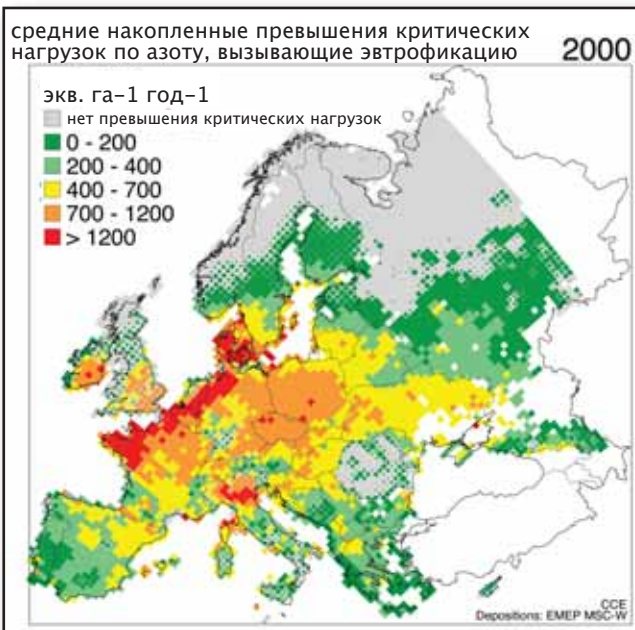 средние накопленные превышения критических
нагрузок по азоту, вызывающие эвтрофикацию 2000
экв. га-1 год-1
нет превышения критических нагрузок
0 - 200
200 - 400
400 - 700
700 - 1200
> 1200
CCE
Depositions: EMEP MSC-W